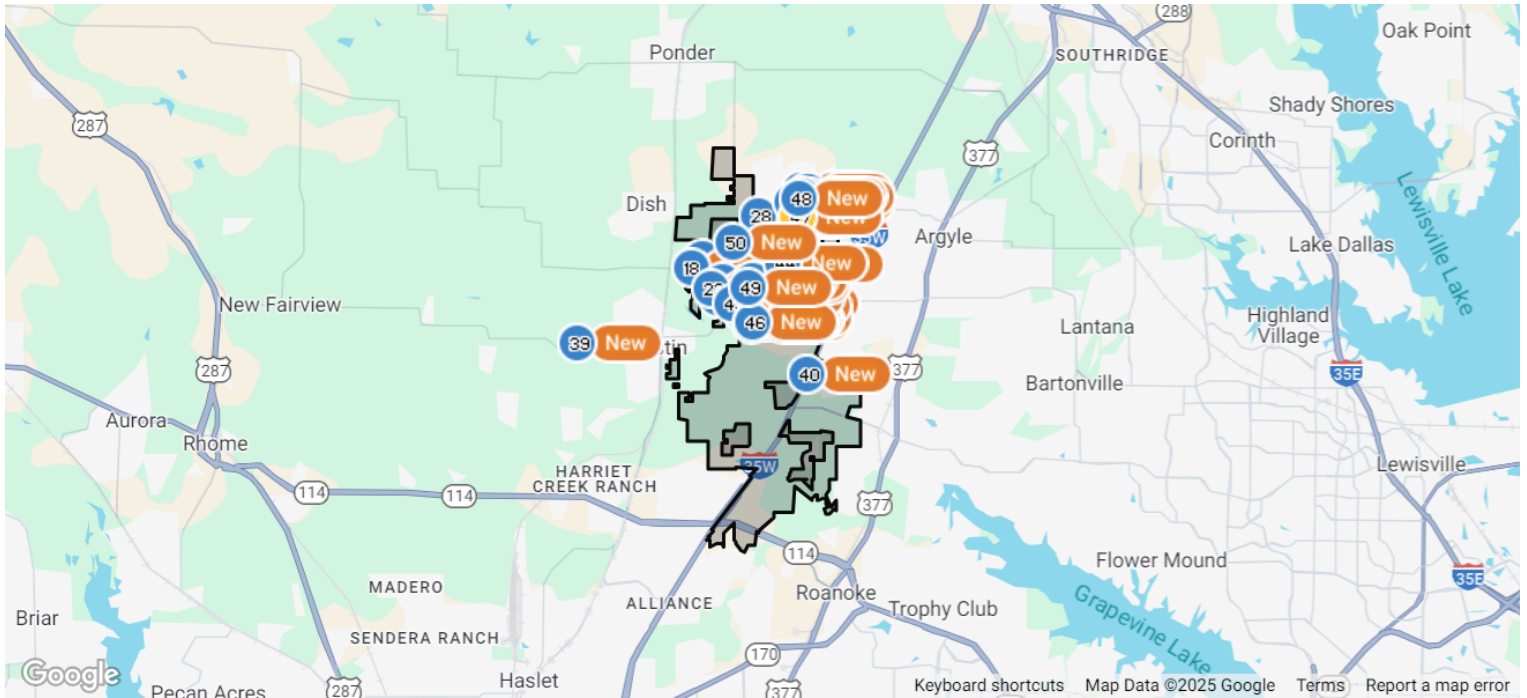 288
Oak Point
Ponder
SOUTHRIDGE
Shady Shores
287
Corinth
377
Lewisville Lake
Dish
48 New
28
New
50 New
35W
Argyle
Lake Dallas
18
New
49 New
New Fairview
46 New
Highland
Village
Lantana
39 New
40 New
377
287
35E
Bartonville
Aurora
Rhome
35W
HARRIET
CREEK RANCH
Lewisville
114
114
377
114
Flower Mound
35E
MADERO
ALLIANCE
Roanoke
Trophy Club
Grapevine Lake
Briar
SENDERA RANCH
170
Google
Pecan Acres
287
Haslet
377
Keyboard shortcuts
Map Data ©2025 Google
Terms
Report a map error